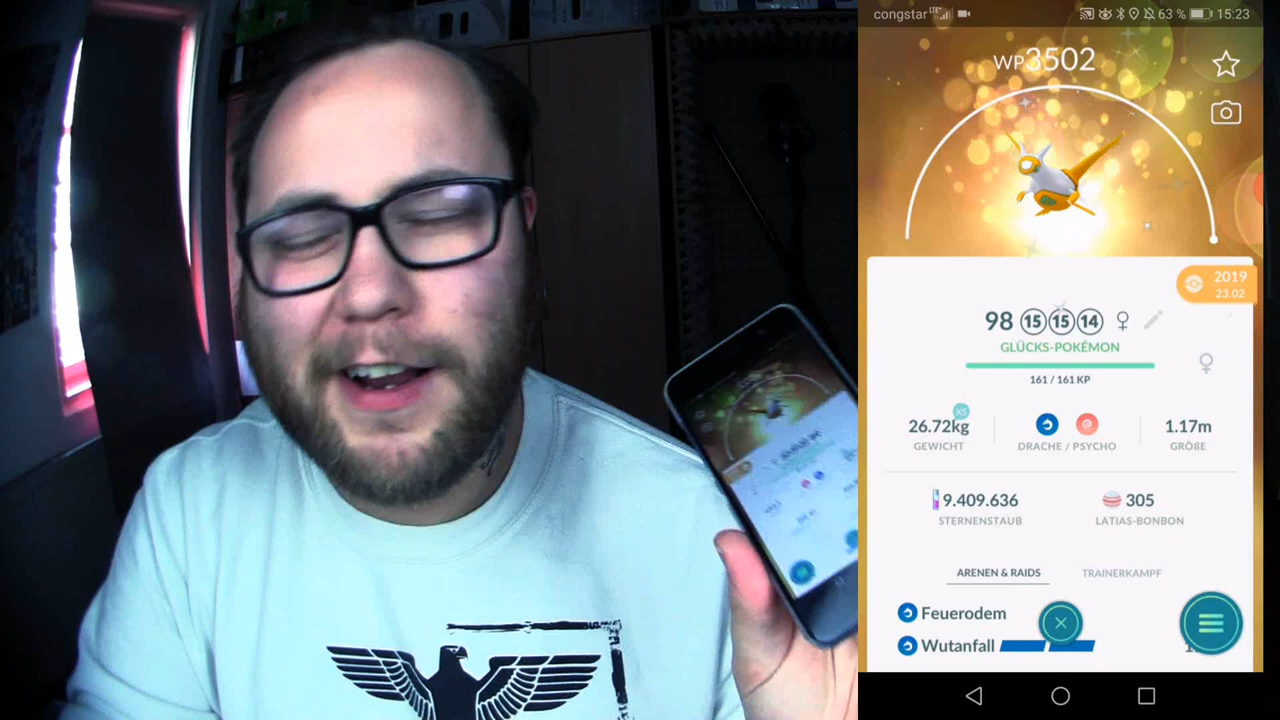 congstar LTE 63 % 15:23
WP3502
2019
23.02
98 15 15 14 ♀
GLÜCKS-POKÉMON
161 / 161 KP
XS
26.72kg 1.17m
GEWICHT DRACHE / PSYCHO GRÖẞE
9.409.636 305
STERNENSTAUB LATIAS-BONBON
ARENEN & RAIDS TRAINERKAMPF
Feuerodem
Wutanfall